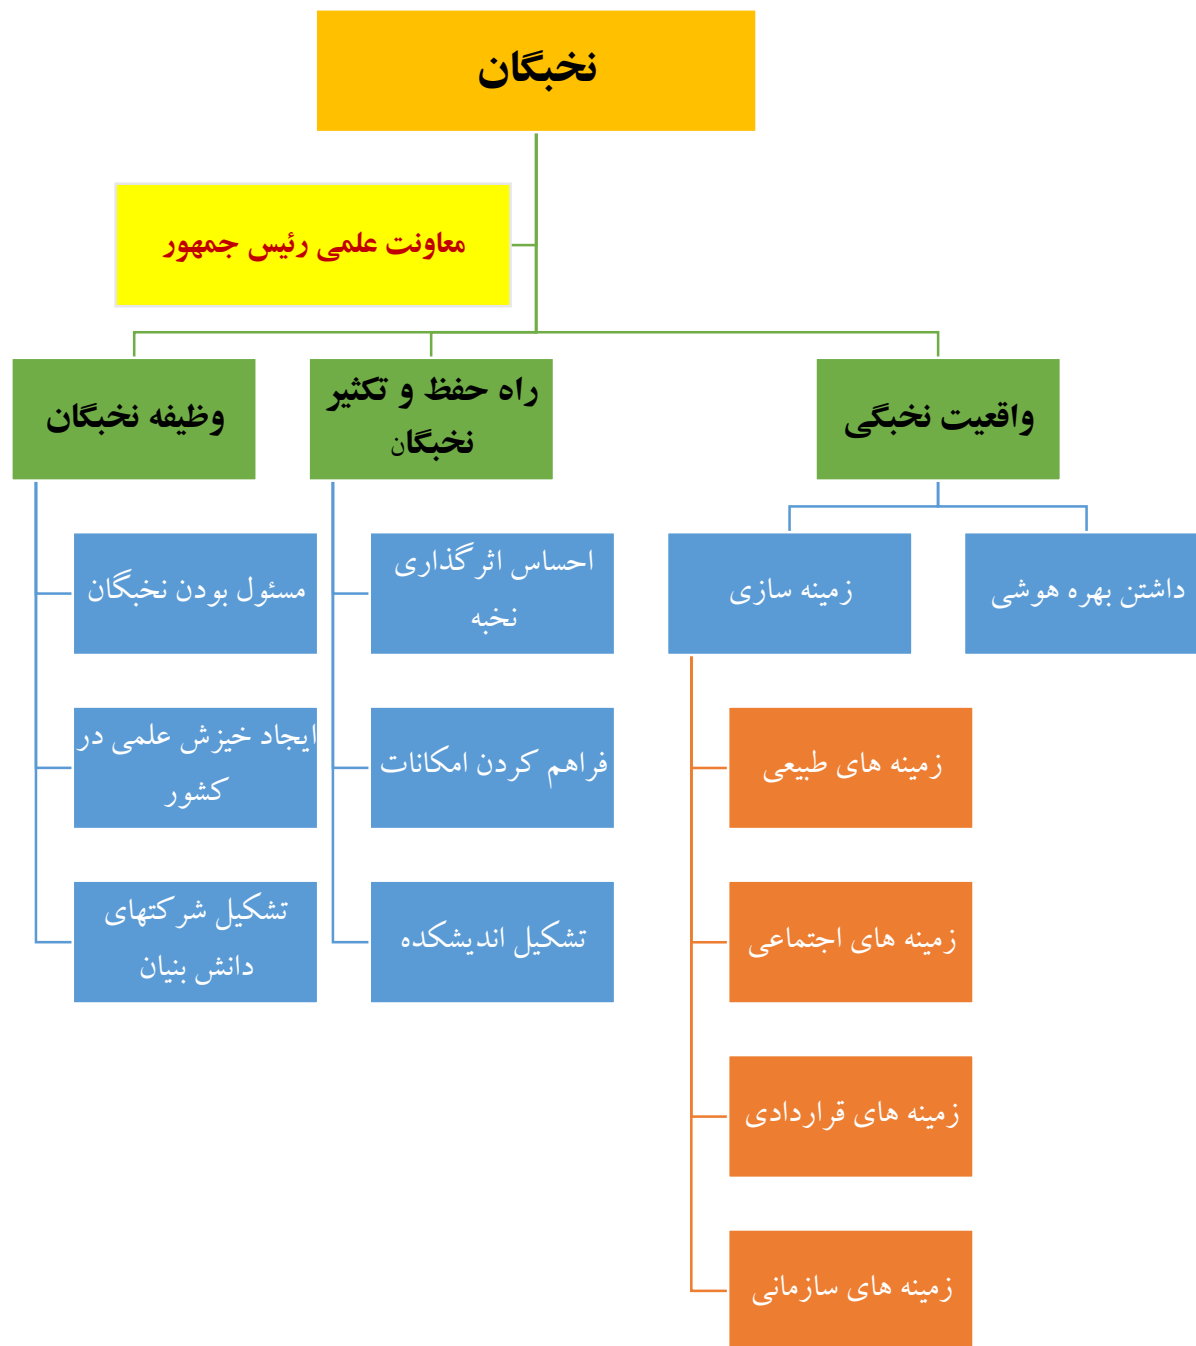 نخبگان
معاونت علمی رئیس جمهور
واقعیت نخبگی
راه حفظ و تکثیر
نخبگان
وظیفه نخبگان
داشتن بهره هوشی
زمینه سازی
زمینه های طبیعی
زمینه های اجتماعی
زمینه های قراردادی
زمینه های سازمانی
احساس اثرگذاری
نخبه
فراهم کردن امکانات
تشکیل اندیشکده
مسئول بودن نخبگان
ایجاد خیزش علمی در
کشور
تشکیل شرکتهای
دانش بنیان